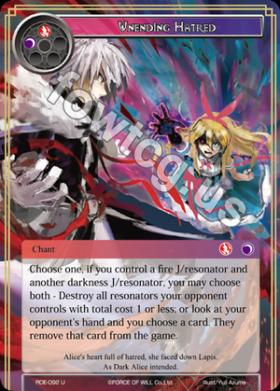 Unending Hatred
fowtcg.us
Chant
Choose one, if you control a fire J/resonator and
another darkness J/resonator, you may choose
both - Destroy all resonators your opponent
controls with total cost 1 or less; or look at your
opponent's hand and you choose a card. They
remove that card from the game.
Alice's heart full of hatred, she faced down Lapis.
As Dark Alice intended.
RDE-092 U
©FORCE OF WILL Co.,Ltd.